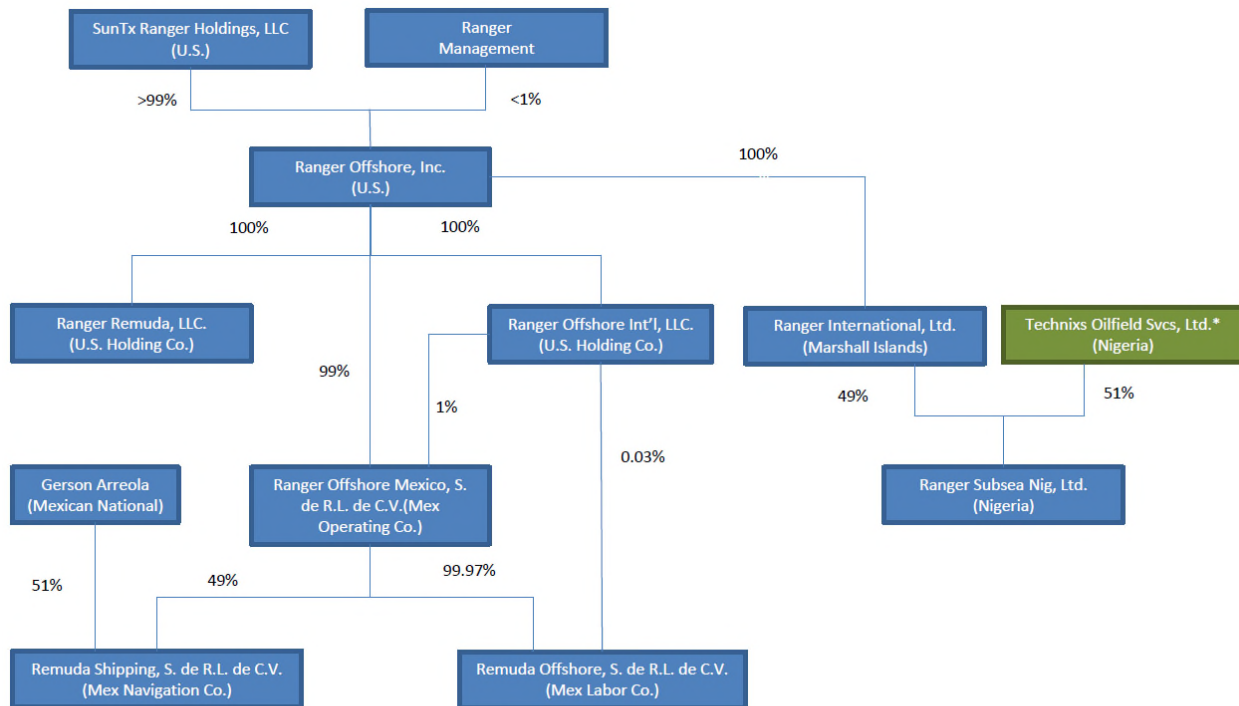 SunTx Ranger Holdings, LLC
(U.S.)
Ranger
Management
>99%
<1%
Ranger Offshore, Inc.
(U.S.)
100%
100%
100%
Ranger Remuda, LLC.
(U.S. Holding Co.)
Ranger Offshore Int'l, LLC.
(U.S. Holding Co.)
Ranger International, Ltd.
(Marshall Islands)
Technixs Oilfield Svcs, Ltd.*
(Nigeria)
99%
1%
49%
51%
0.03%
Gerson Arreola
(Mexican National)
Ranger Offshore Mexico, S.
de R.L. de C.V.(Mex
Operating Co.)
Ranger Subsea Nig, Ltd.
(Nigeria)
51%
49%
99.97%
Remuda Shipping, S. de R.L. de C.V.
(Mex Navigation Co.)
Remuda Offshore, S. de R.L. de C.V.
(Mex Labor Co.)